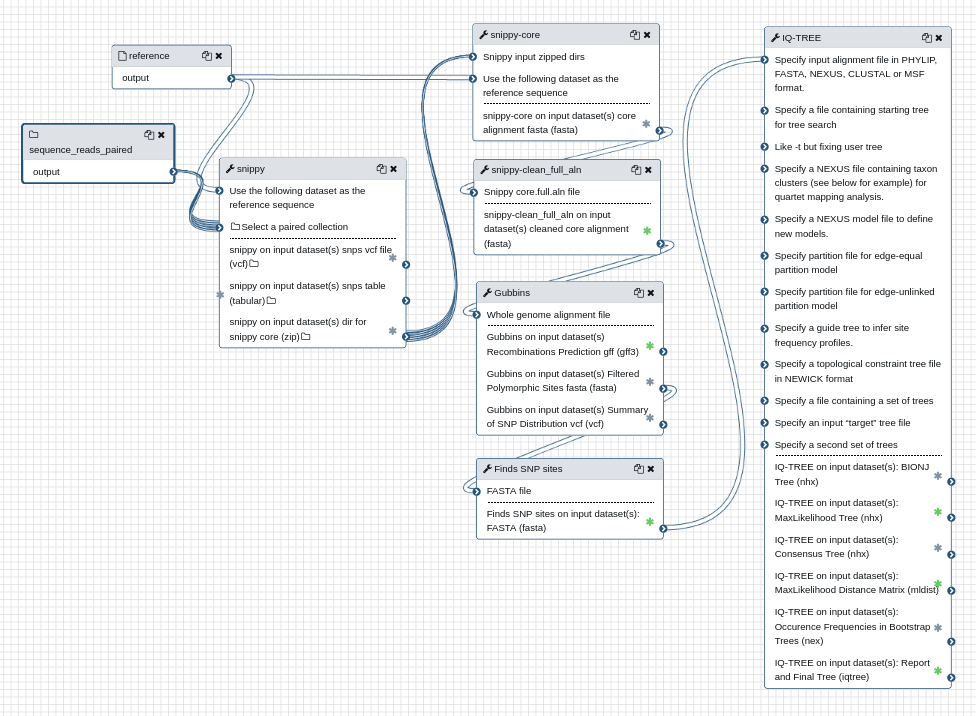 reference
output
sequence_reads_paired
output
snippy
Use the following dataset as the
reference sequence
Select a paired collection
snippy on input dataset(s) snps vcf file
(vcf)
snippy on input dataset(s) snps table
(tabular)
snippy on input dataset(s) dir for
snippy core (zip)
snippy-core
Snippy input zipped dirs
Use the following dataset as the
reference sequence
snippy-core on input dataset(s) core
alignment fasta (fasta)
snippy-clean_full_aln
Snippy core.full.aln file
snippy-clean_full_aln on input
dataset(s) cleaned core alignment
(fasta)
Gubbins
Whole genome alignment file
Gubbins on input dataset(s)
Recombinations Prediction gff (gff3)
Gubbins on input dataset(s) Filtered
Polymorphic Sites fasta (fasta)
Gubbins on input dataset(s) Summary
of SNP Distribution vcf (vcf)
Finds SNP sites
FASTA file
Finds SNP sites on input dataset(s):
FASTA (fasta)
IQ-TREE
Specify input alignment file in PHYLIP,
FASTA, NEXUS, CLUSTAL or MSF
format.
Specify a file containing starting tree
for tree search
Like -t but fixing user tree
Specify a NEXUS file containing taxon
clusters (see below for example) for
quartet mapping analysis.
Specify a NEXUS model file to define
new models.
Specify partition file for edge-equal
partition model
Specify partition file for edge-unlinked
partition model
Specify a guide tree to infer site
frequency profiles.
Specify a topological constraint tree file
in NEWICK format
Specify a file containing a set of trees
Specify an input "target" tree file
Specify a second set of trees
IQ-TREE on input dataset(s): BIONJ
Tree (nhx)
IQ-TREE on input dataset(s):
MaxLikelihood Tree (nhx)
IQ-TREE on input dataset(s):
Consensus Tree (nhx)
IQ-TREE on input dataset(s):
MaxLikelihood Distance Matrix (mldist)
IQ-TREE on input dataset(s):
Occurence Frequencies in Bootstrap
Trees (nex)
IQ-TREE on input dataset(s): Report
and Final Tree (iqtree)